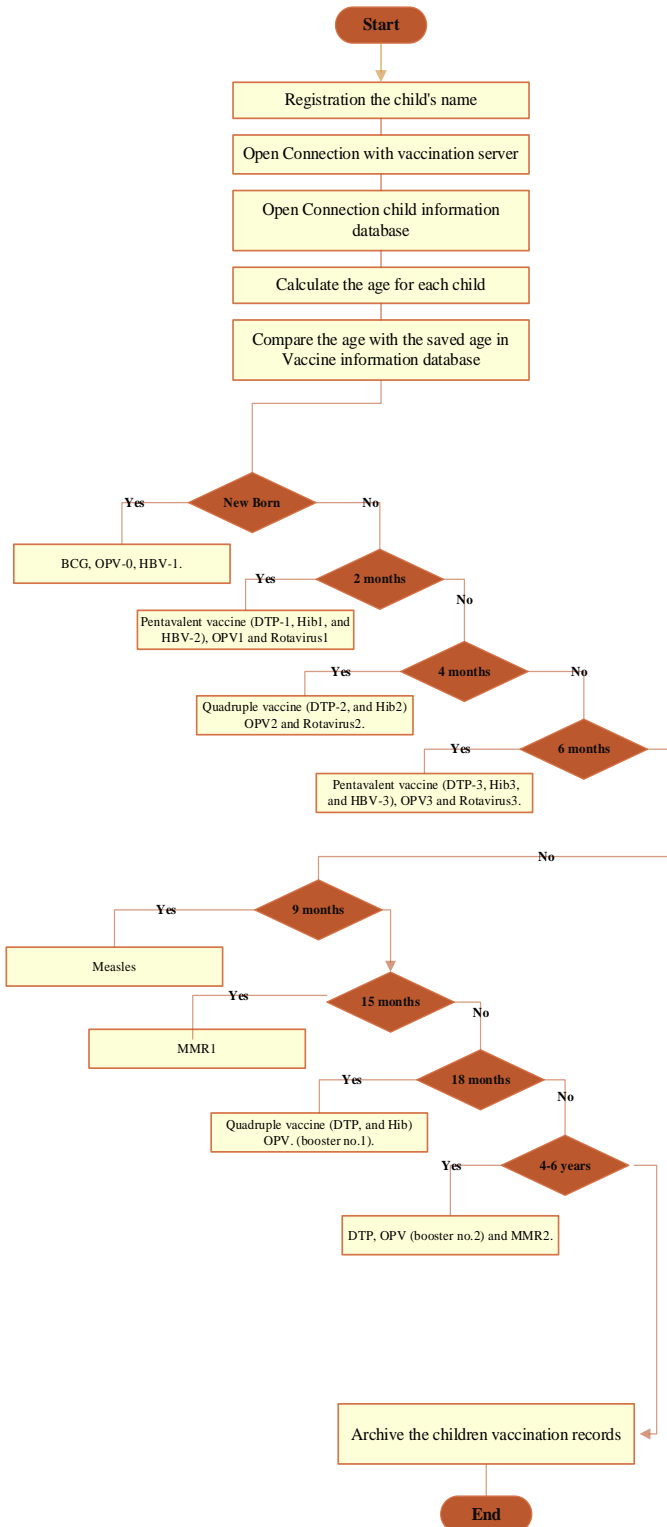 Start
Registration the child's name
Open Connection with vaccination server
Open Connection child information
database
Calculate the age for each child
Compare the age with the saved age in
Vaccine information database
New Born
Yes
No
BCG, OPV-0, HBV-1.
2 months
Yes
No
Pentavalent vaccine (DTP-1, Hib1, and
HBV-2), OPV1 and Rotavirus1
4 months
Yes
No
Quadruple vaccine (DTP-2, and Hib2)
OPV2 and Rotavirus2.
6 months
Yes
Pentavalent vaccine (DTP-3, Hib3,
and HBV-3), OPV3 and Rotavirus3.
No
9 months
Yes
Measles
15 months
Yes
No
MMR1
18 months
Yes
No
Quadruple vaccine (DTP, and Hib)
OPV. (booster no.1).
4-6 years
Yes
DTP, OPV (booster no.2) and MMR2.
Archive the children vaccination records
End